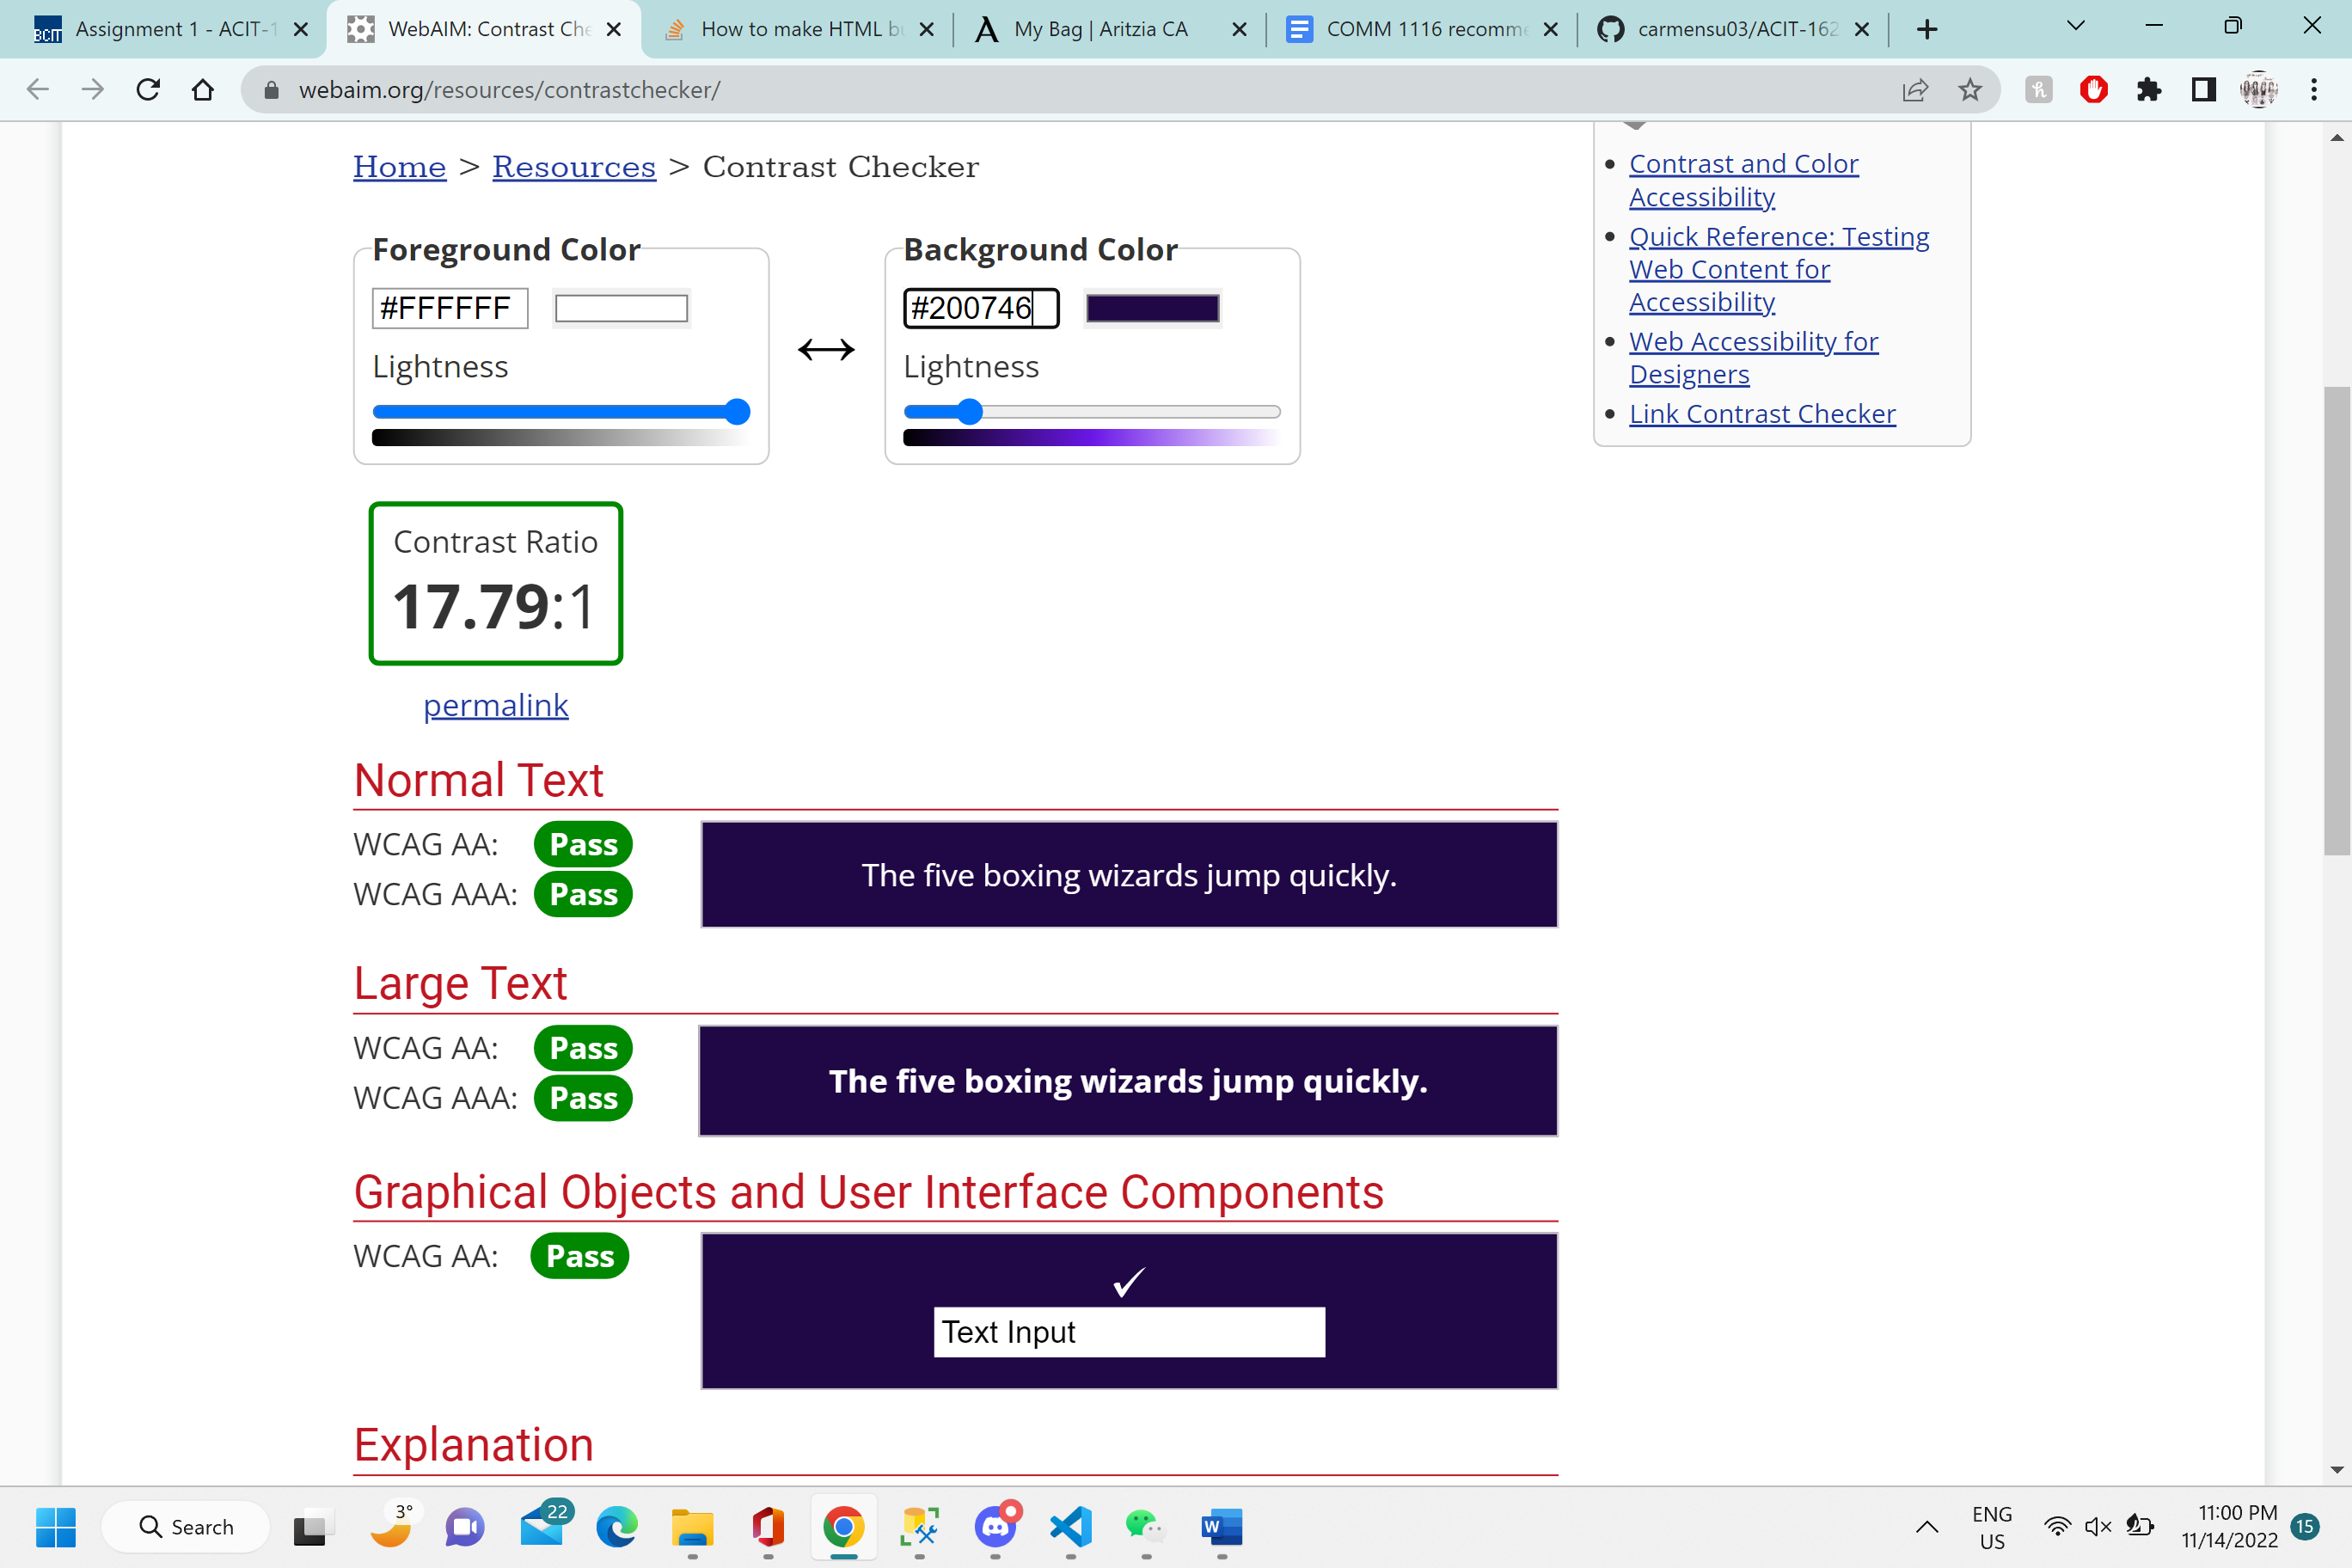 BCIT Assignment 1 - ACIT-1
WebAIM: Contrast Che
How to make HTML bu
My Bag | Aritzia CA
COMM 1116 recomme
carmensu03/ACIT-162
webaim.org/resources/contrastchecker/
Home > Resources > Contrast Checker
Foreground Color
#FFFFFF
Lightness
Background Color
#200746
Lightness
Contrast Ratio
17.79:1
permalink
Contrast and Color
Accessibility
Quick Reference: Testing
Web Content for
Accessibility
Web Accessibility for
Designers
Link Contrast Checker
Normal Text
WCAG AA: Pass
WCAG AAA: Pass
The five boxing wizards jump quickly.
Large Text
WCAG AA: Pass
WCAG AAA: Pass
The five boxing wizards jump quickly.
Graphical Objects and User Interface Components
WCAG AA: Pass
✓
Text Input
Explanation
Search
3°
22
W
ENG
US
11:00 PM
11/14/2022
15